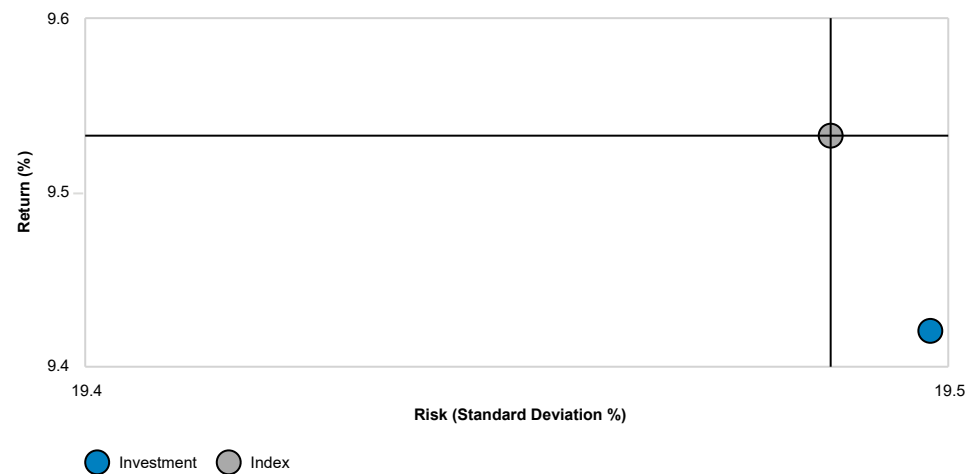 9.6
Return (%)
9.5
9.4
19.4
19.5
Risk (Standard Deviation %)
Investment
Index